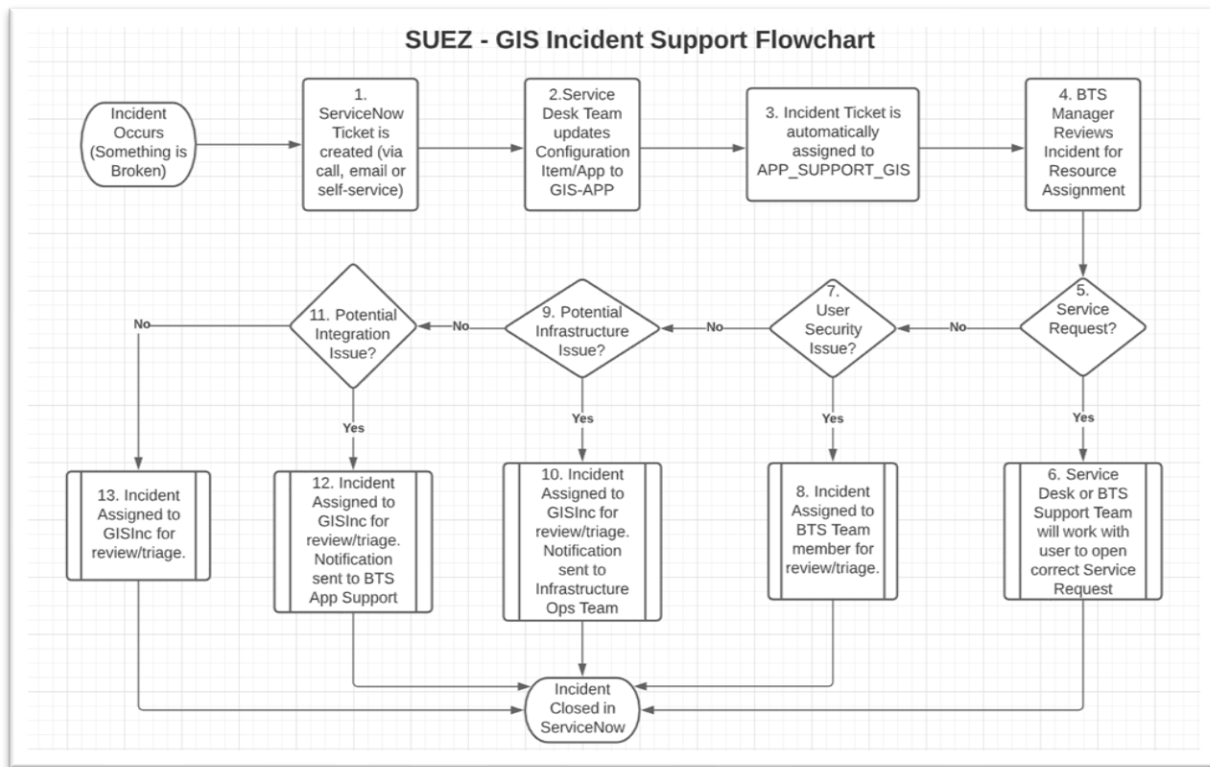 SUEZ - GIS Incident Support Flowchart
Incident
Occurs
(Something is
Broken)
1.
ServiceNow
Ticket is
created (via
call, email or
self-service)
2.Service
Desk Team
updates
Configuration
Item/App to
GIS-APP
3. Incident Ticket is
automatically
assigned to
APP_SUPPORT_GIS
4. BTS
Manager
Reviews
Incident for
Resource
Assignment
5.
Service
Request?
No
7.
User
Security
Issue?
No
9. Potential
Infrastructure
Issue?
No
11. Potential
Integration
Issue?
No
Yes
Yes
Yes
Yes
13. Incident
Assigned to
GISInc for
review/triage.
12. Incident
Assigned to
GISInc for
review/triage.
Notification
sent to BTS
App Support
10. Incident
Assigned to
GISInc for
review/triage.
Notification
sent to
Infrastructure
Ops Team
8. Incident
Assigned to
BTS Team
member for
review/triage.
6. Service
Desk or BTS
Support Team
will work with
user to open
correct Service
Request
Incident
Closed in
ServiceNow